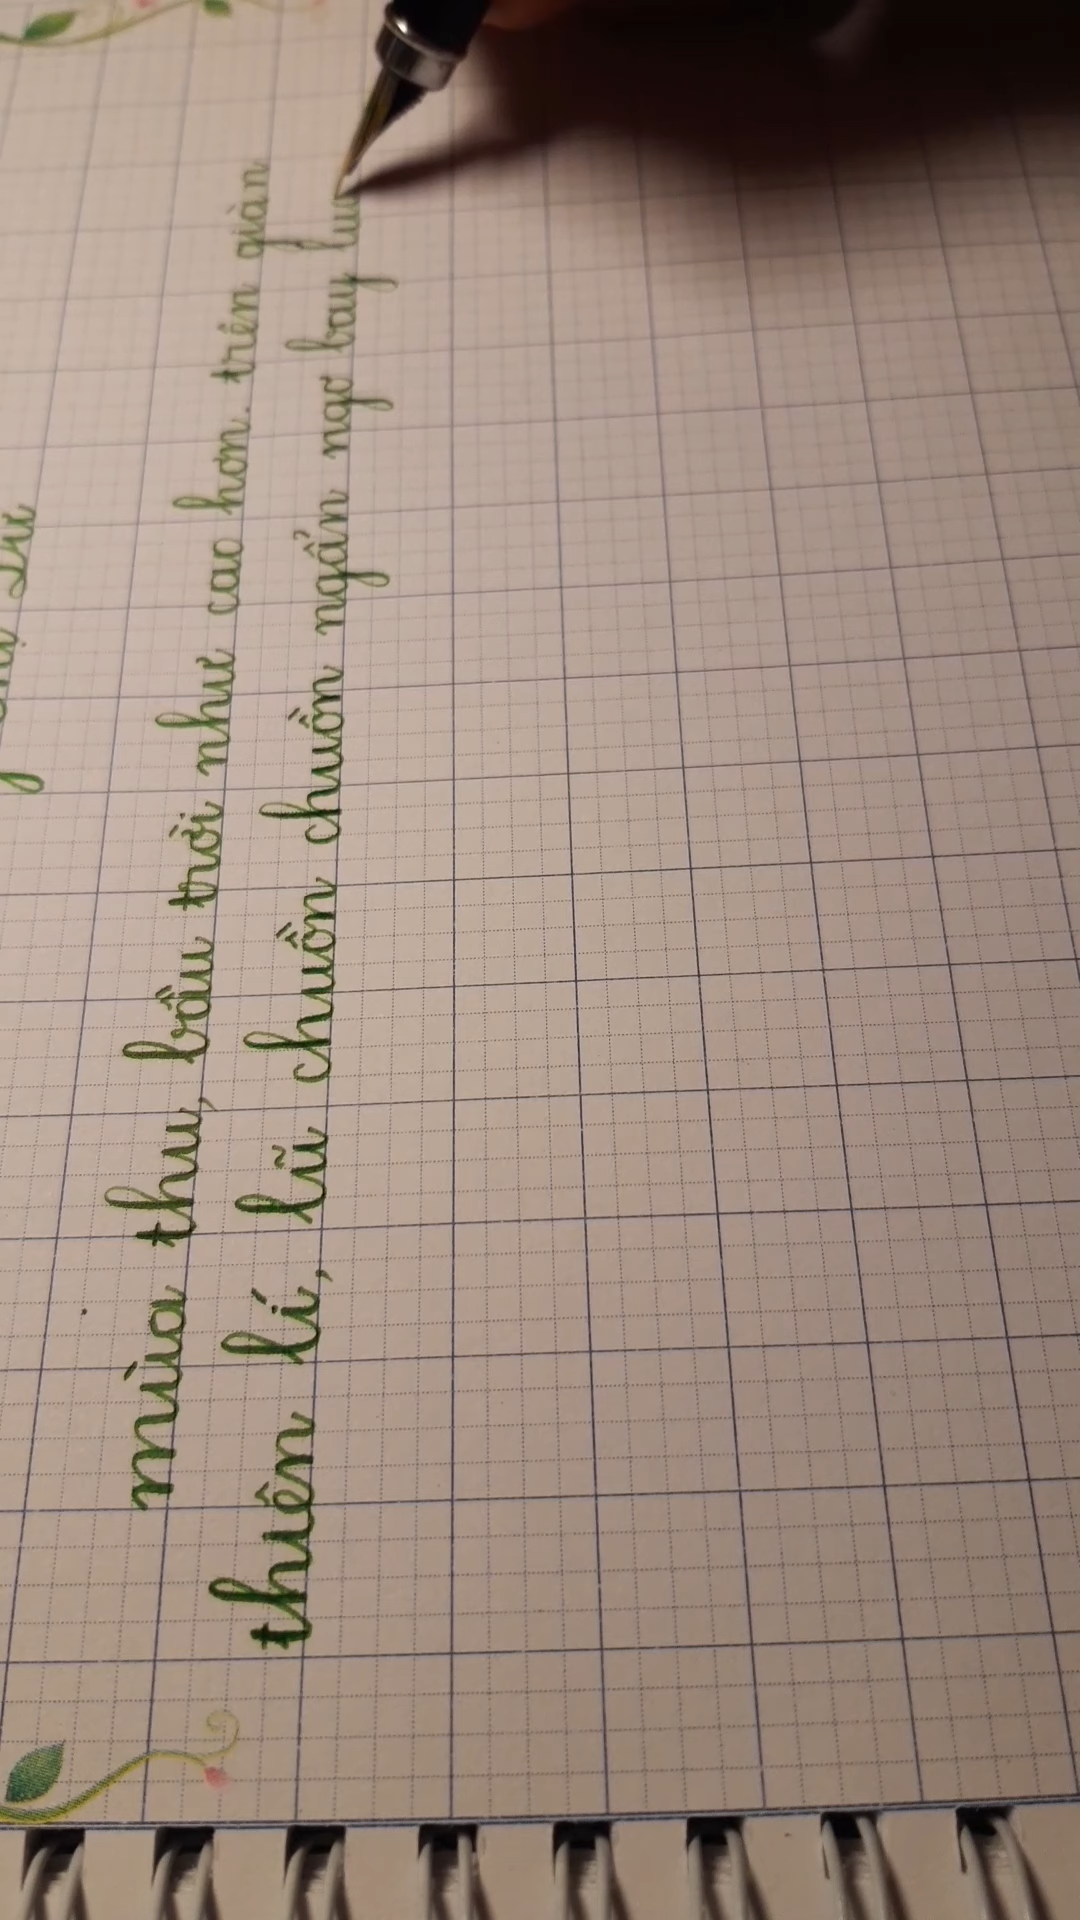 mùa thu, bầu trời như cao hơn. trên giàn
thiên lí, lũ chuồn chuồn ngẩn ngơ bay